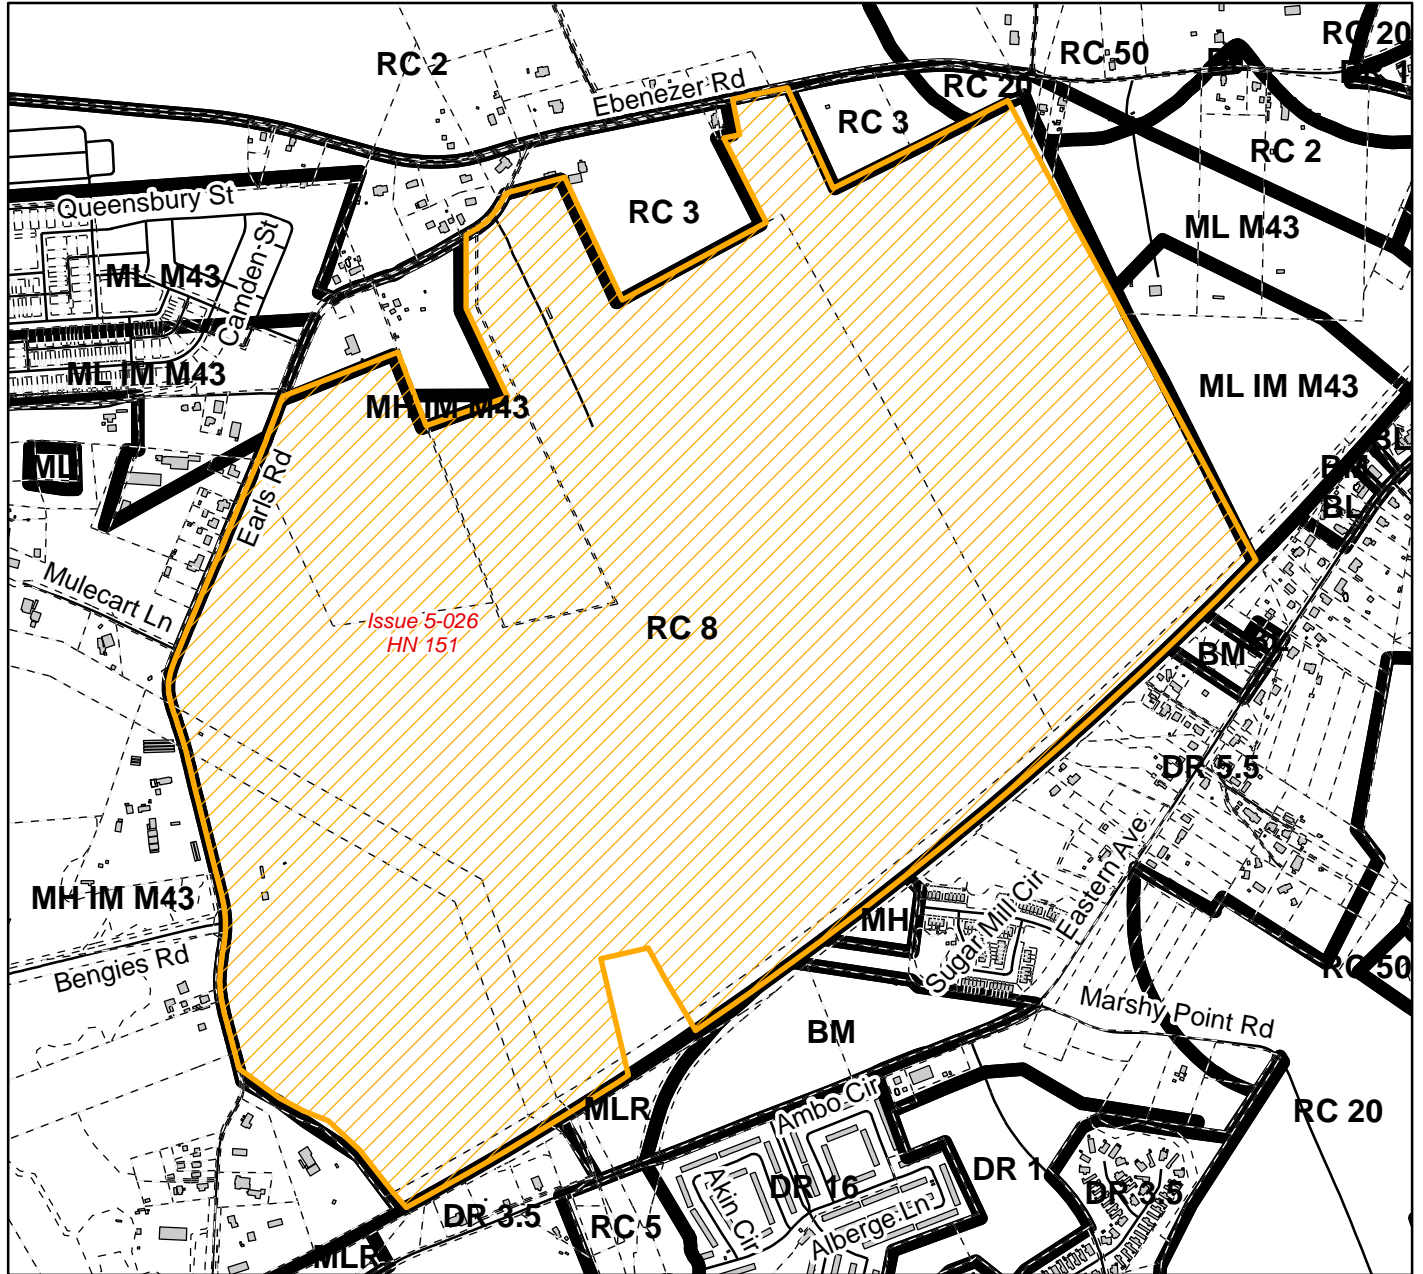 RC 2
RC 50
RC 20
Ebenezer Rd
RC 20
RC 3
RC 2
Queensbury St
RC 3
ML M43
Camden St
ML M43
ML IM M43
ML IM M43
MH IM M43
BL
BM
BL
ML
Earls Rd
Mulecart Ln
Issue 5-026
HN 151
RC 8
BM
BL
DR 5.5
Eastern Ave
MH IM M43
MH
Sugar Mill Cir
Bengies Rd
RC 50
Marshy Point Rd
BM
MLR
Ambo Cir
RC 20
DR 1
Akin Cir
DR 16
DR 3.5
DR 3.5
RC 5
Alberge Ln
MLR